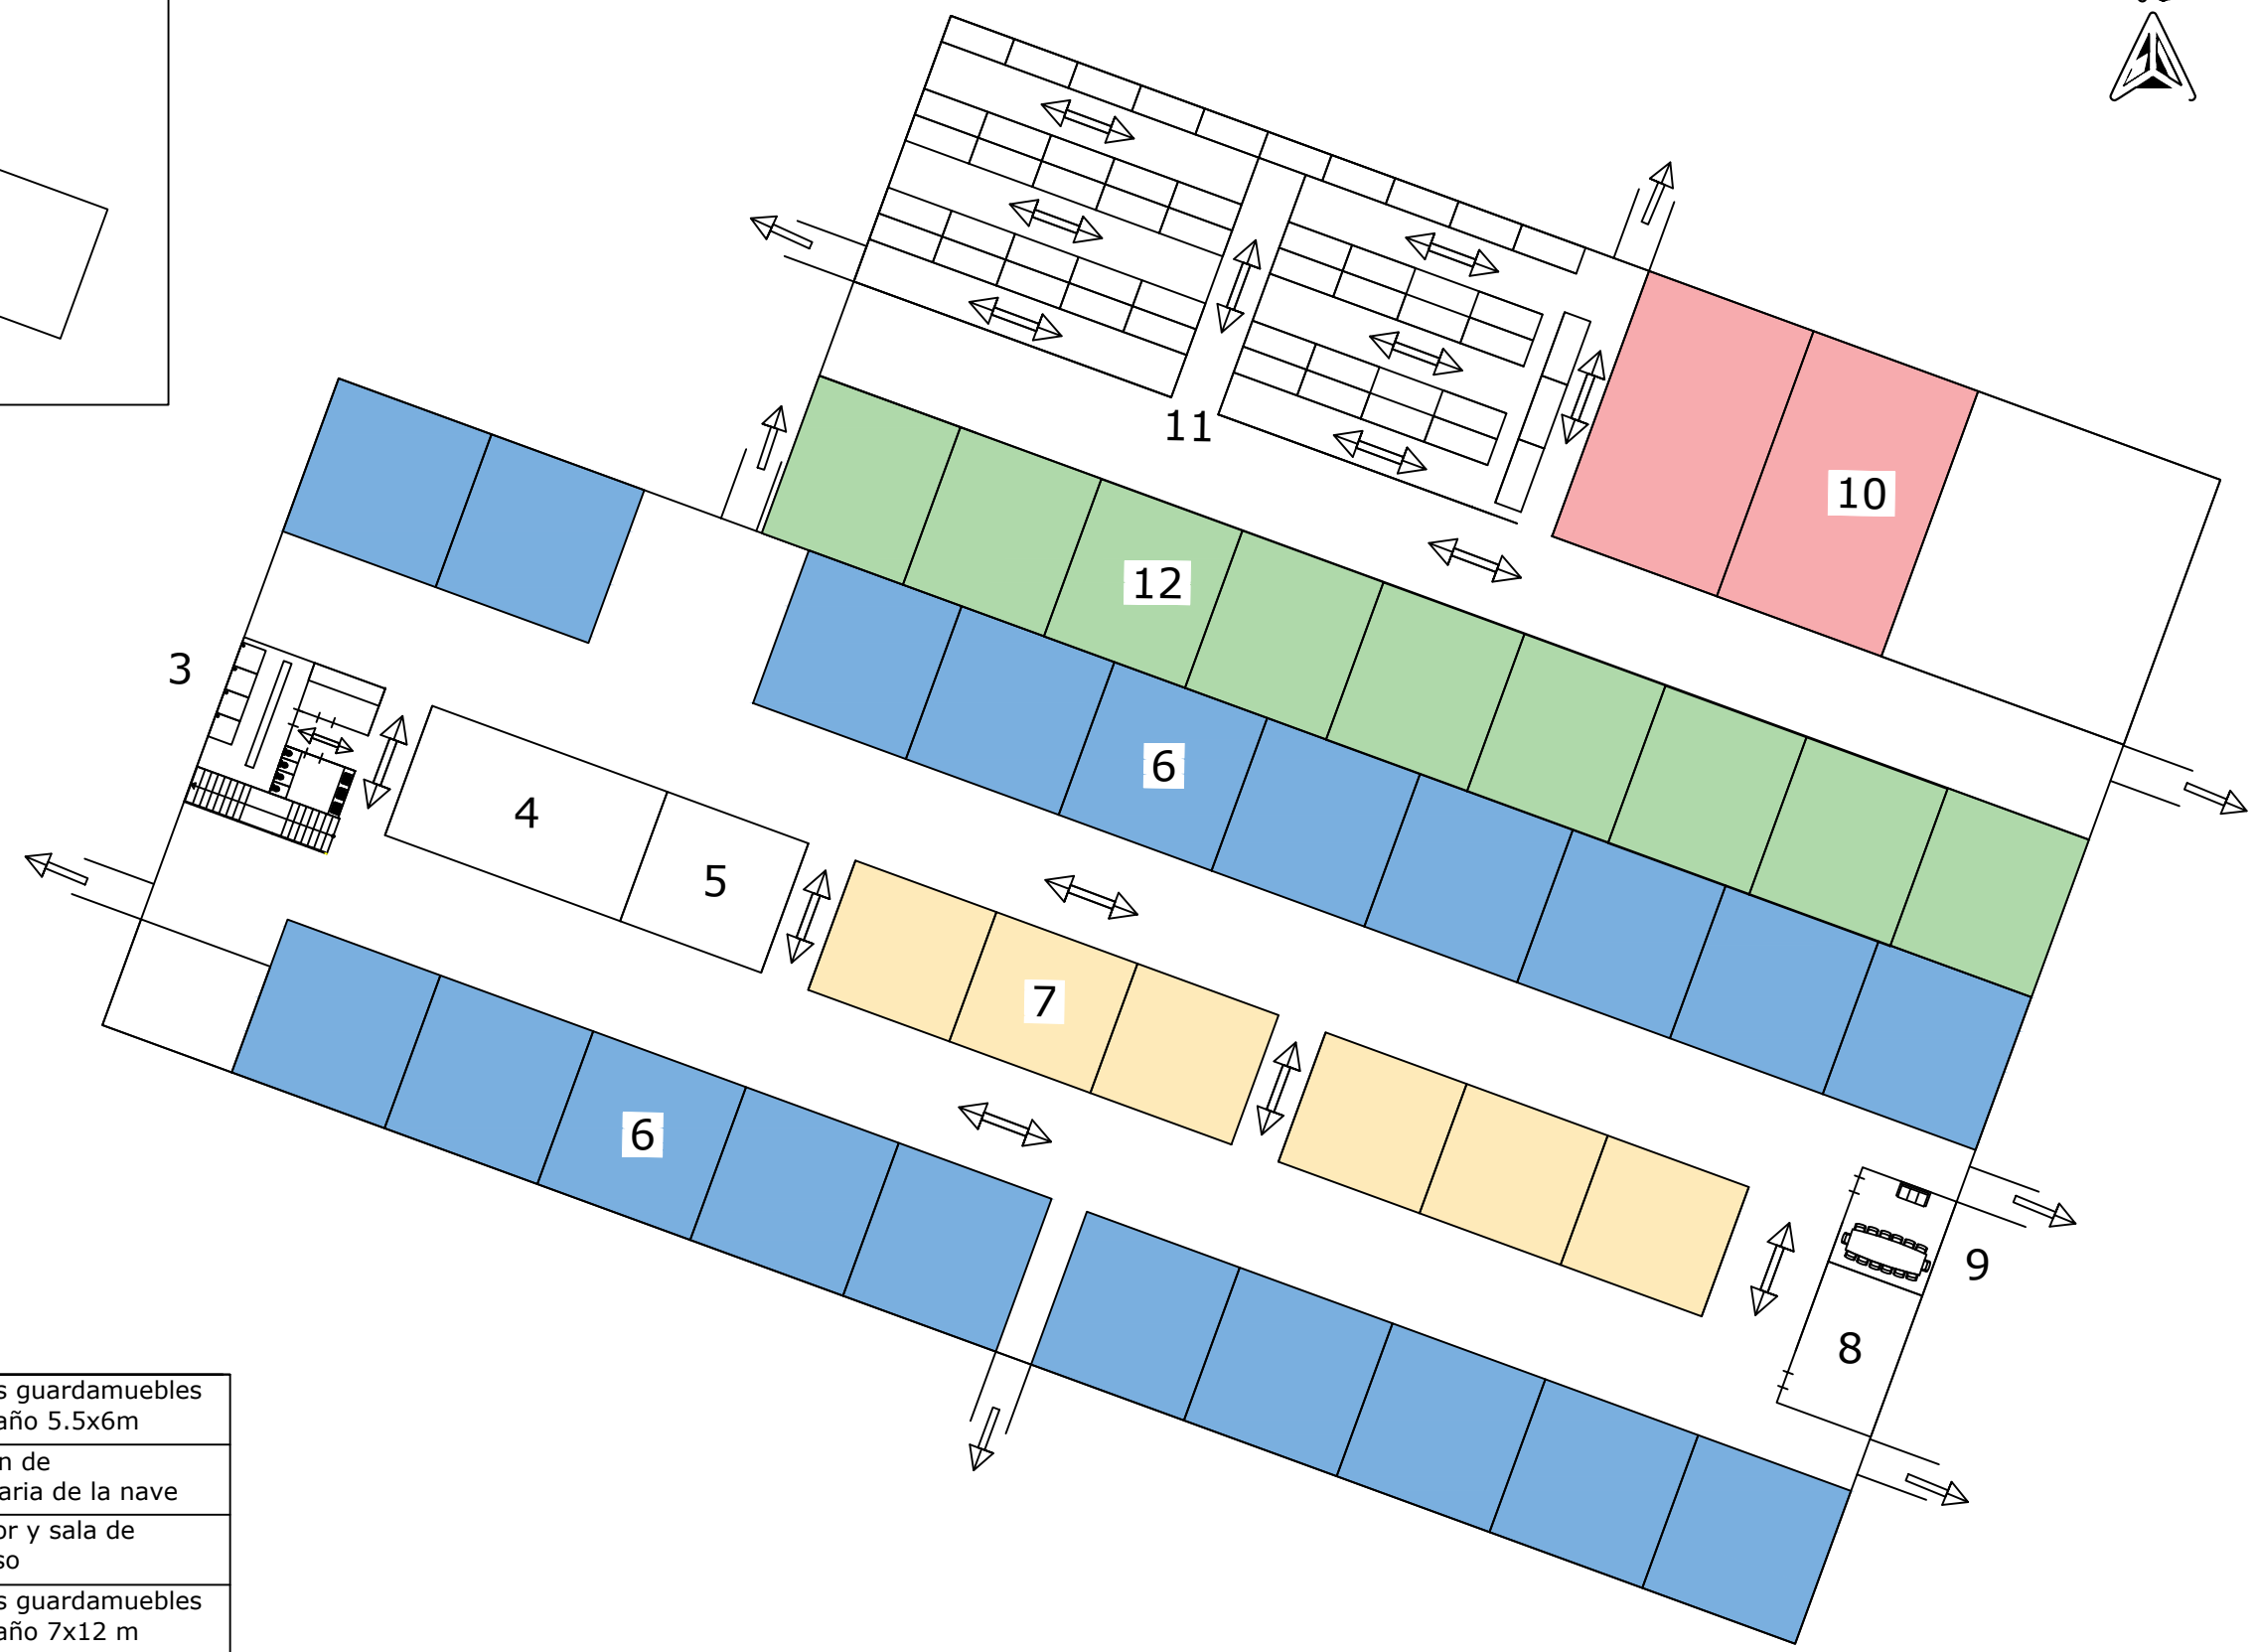 11
10
12
3
6
4
5
7
6
9
8
s guardamuebles
año 5.5x6m
n de
aria de la nave
or y sala de
so
s guardamuebles
año 7x12 m